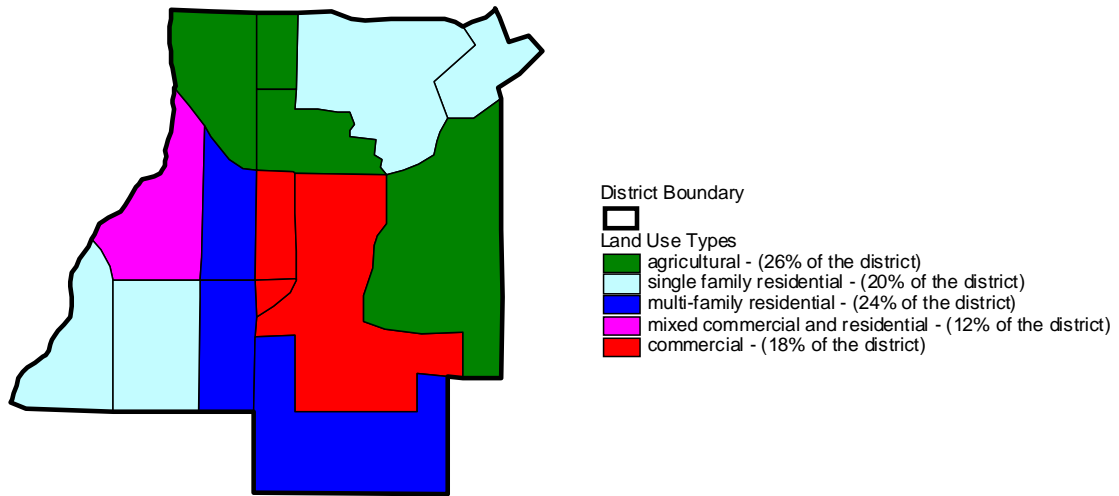 District Boundary
Land Use Types
agricultural - (26% of the district)
single family residential - (20% of the district)
multi-family residential - (24% of the district)
mixed commercial and residential - (12% of the district)
commercial - (18% of the district)